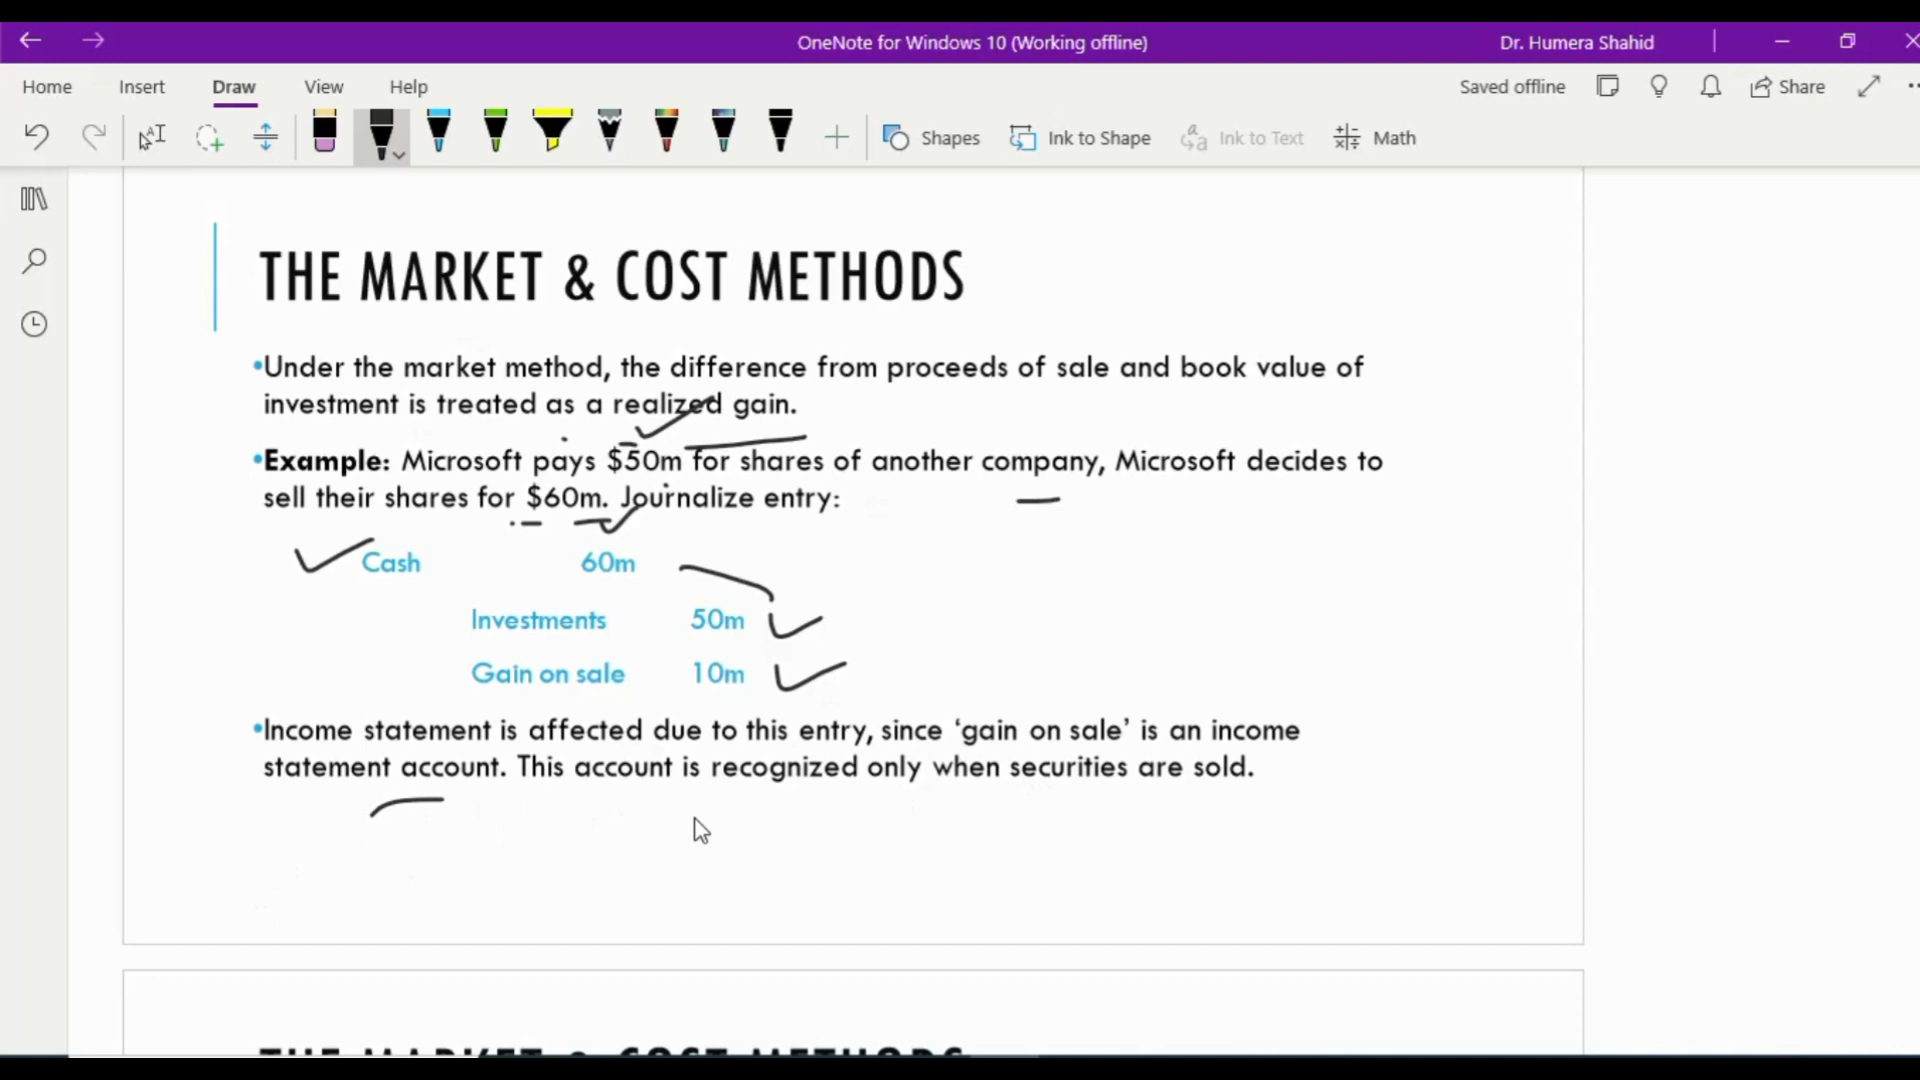 OneNote for Windows 10 (Working offline)
Dr. Humera Shahid
Home Insert Draw View Help
Saved offline
Share
Shapes
Ink to Shape
Ink to Text
Math
THE MARKET & COST METHODS
•Under the market method, the difference from proceeds of sale and book value of
investment is treated as a realized gain.
•Example: Microsoft pays $50m for shares of another company, Microsoft decides to
sell their shares for $60m. Journalize entry:
Cash 60m
Investments 50m
Gain on sale 10m
•Income statement is affected due to this entry, since ‘gain on sale’ is an income
statement account. This account is recognized only when securities are sold.
THE MARKET & COST METHODS